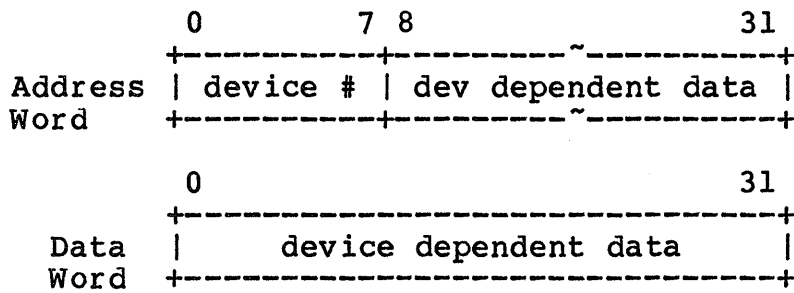 0 7 8 31
Address | device # | dev dependent data |
Word
0 31
Data | device dependent data |
Word